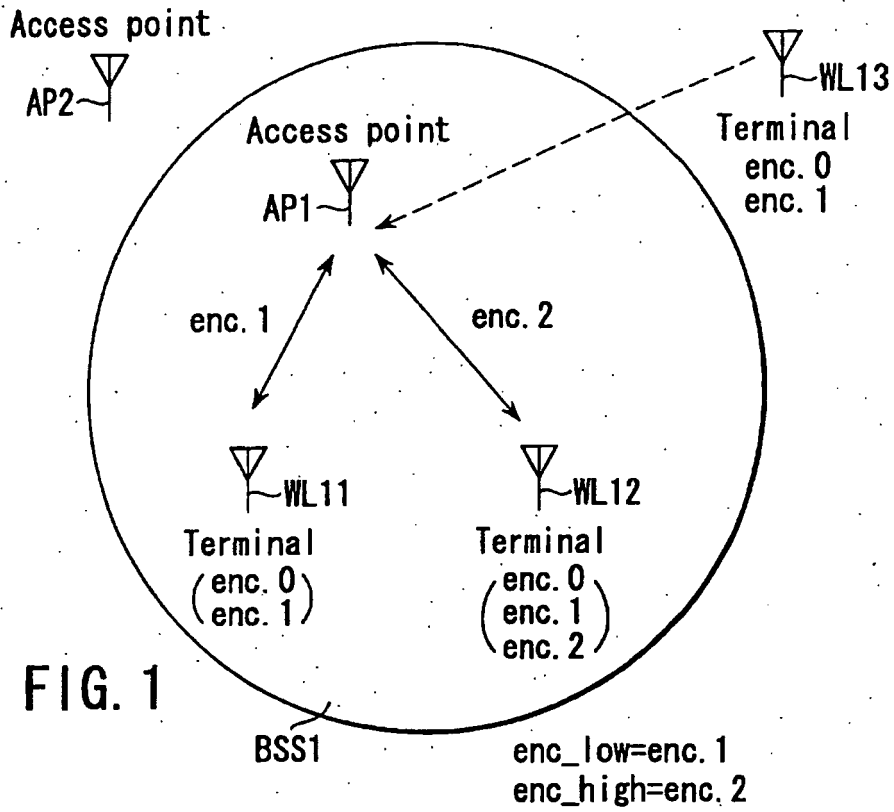 Access point
AP2
WL13
Terminal
enc. 0
enc. 1
Access point
AP1
enc. 1
enc. 2
WL11
Terminal
(enc. 0
enc. 1)
WL12
Terminal
(enc. 0
enc. 1
enc. 2)
FIG. 1
BSS1
enc_low=enc. 1
enc_high=enc. 2